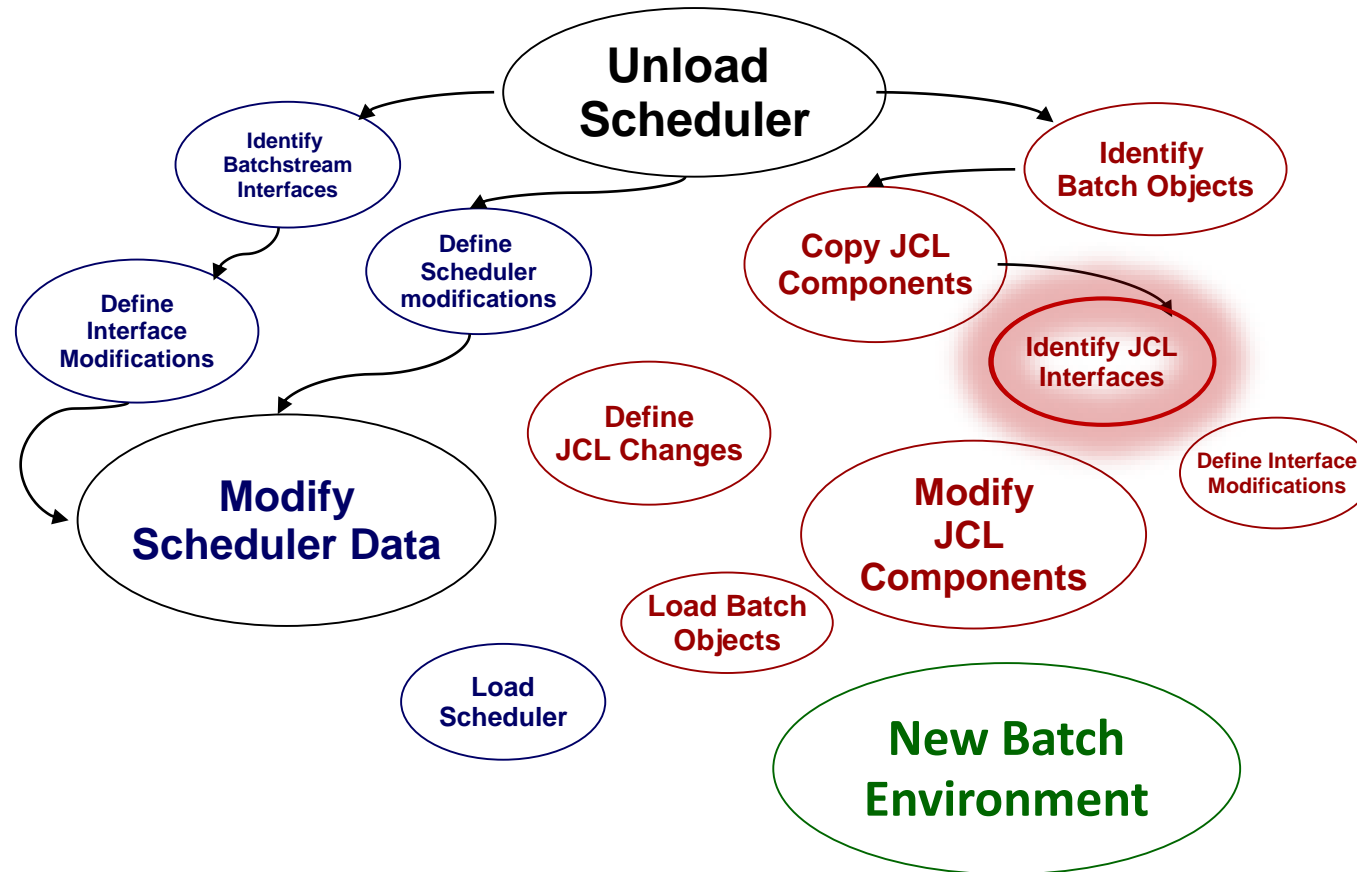 Unload
Scheduler
Identify
Batchstream
Interfaces
Identify
Batch Objects
Define
Scheduler
modifications
Copy JCL
Components
Define
Interface
Modifications
Identify JCL
Interfaces
Define
JCL Changes
Define Interface
Modifications
Modify
Scheduler Data
Modify
JCL
Components
Load Batch
Objects
Load
Scheduler
New Batch
Environment